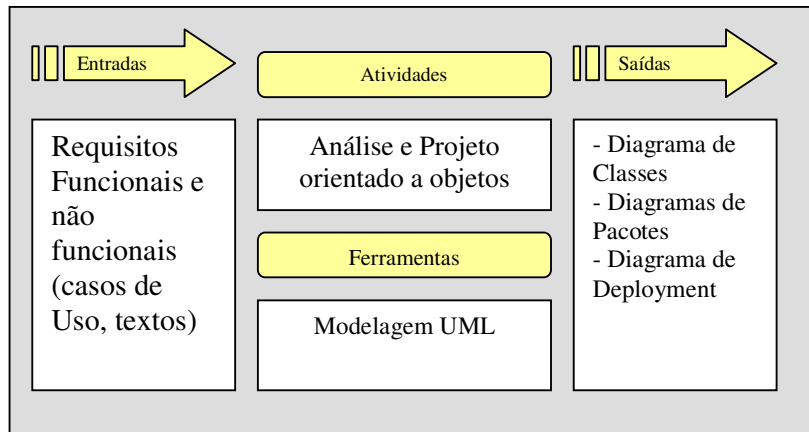 Entradas
Requisitos
Funcionais e
não
funcionais
(casos de
Uso, textos)
Atividades
Análise e Projeto
orientado a objetos
Ferramentas
Modelagem UML
Saídas
- Diagrama de
Classes
- Diagramas de
Pacotes
- Diagrama de
Deployment